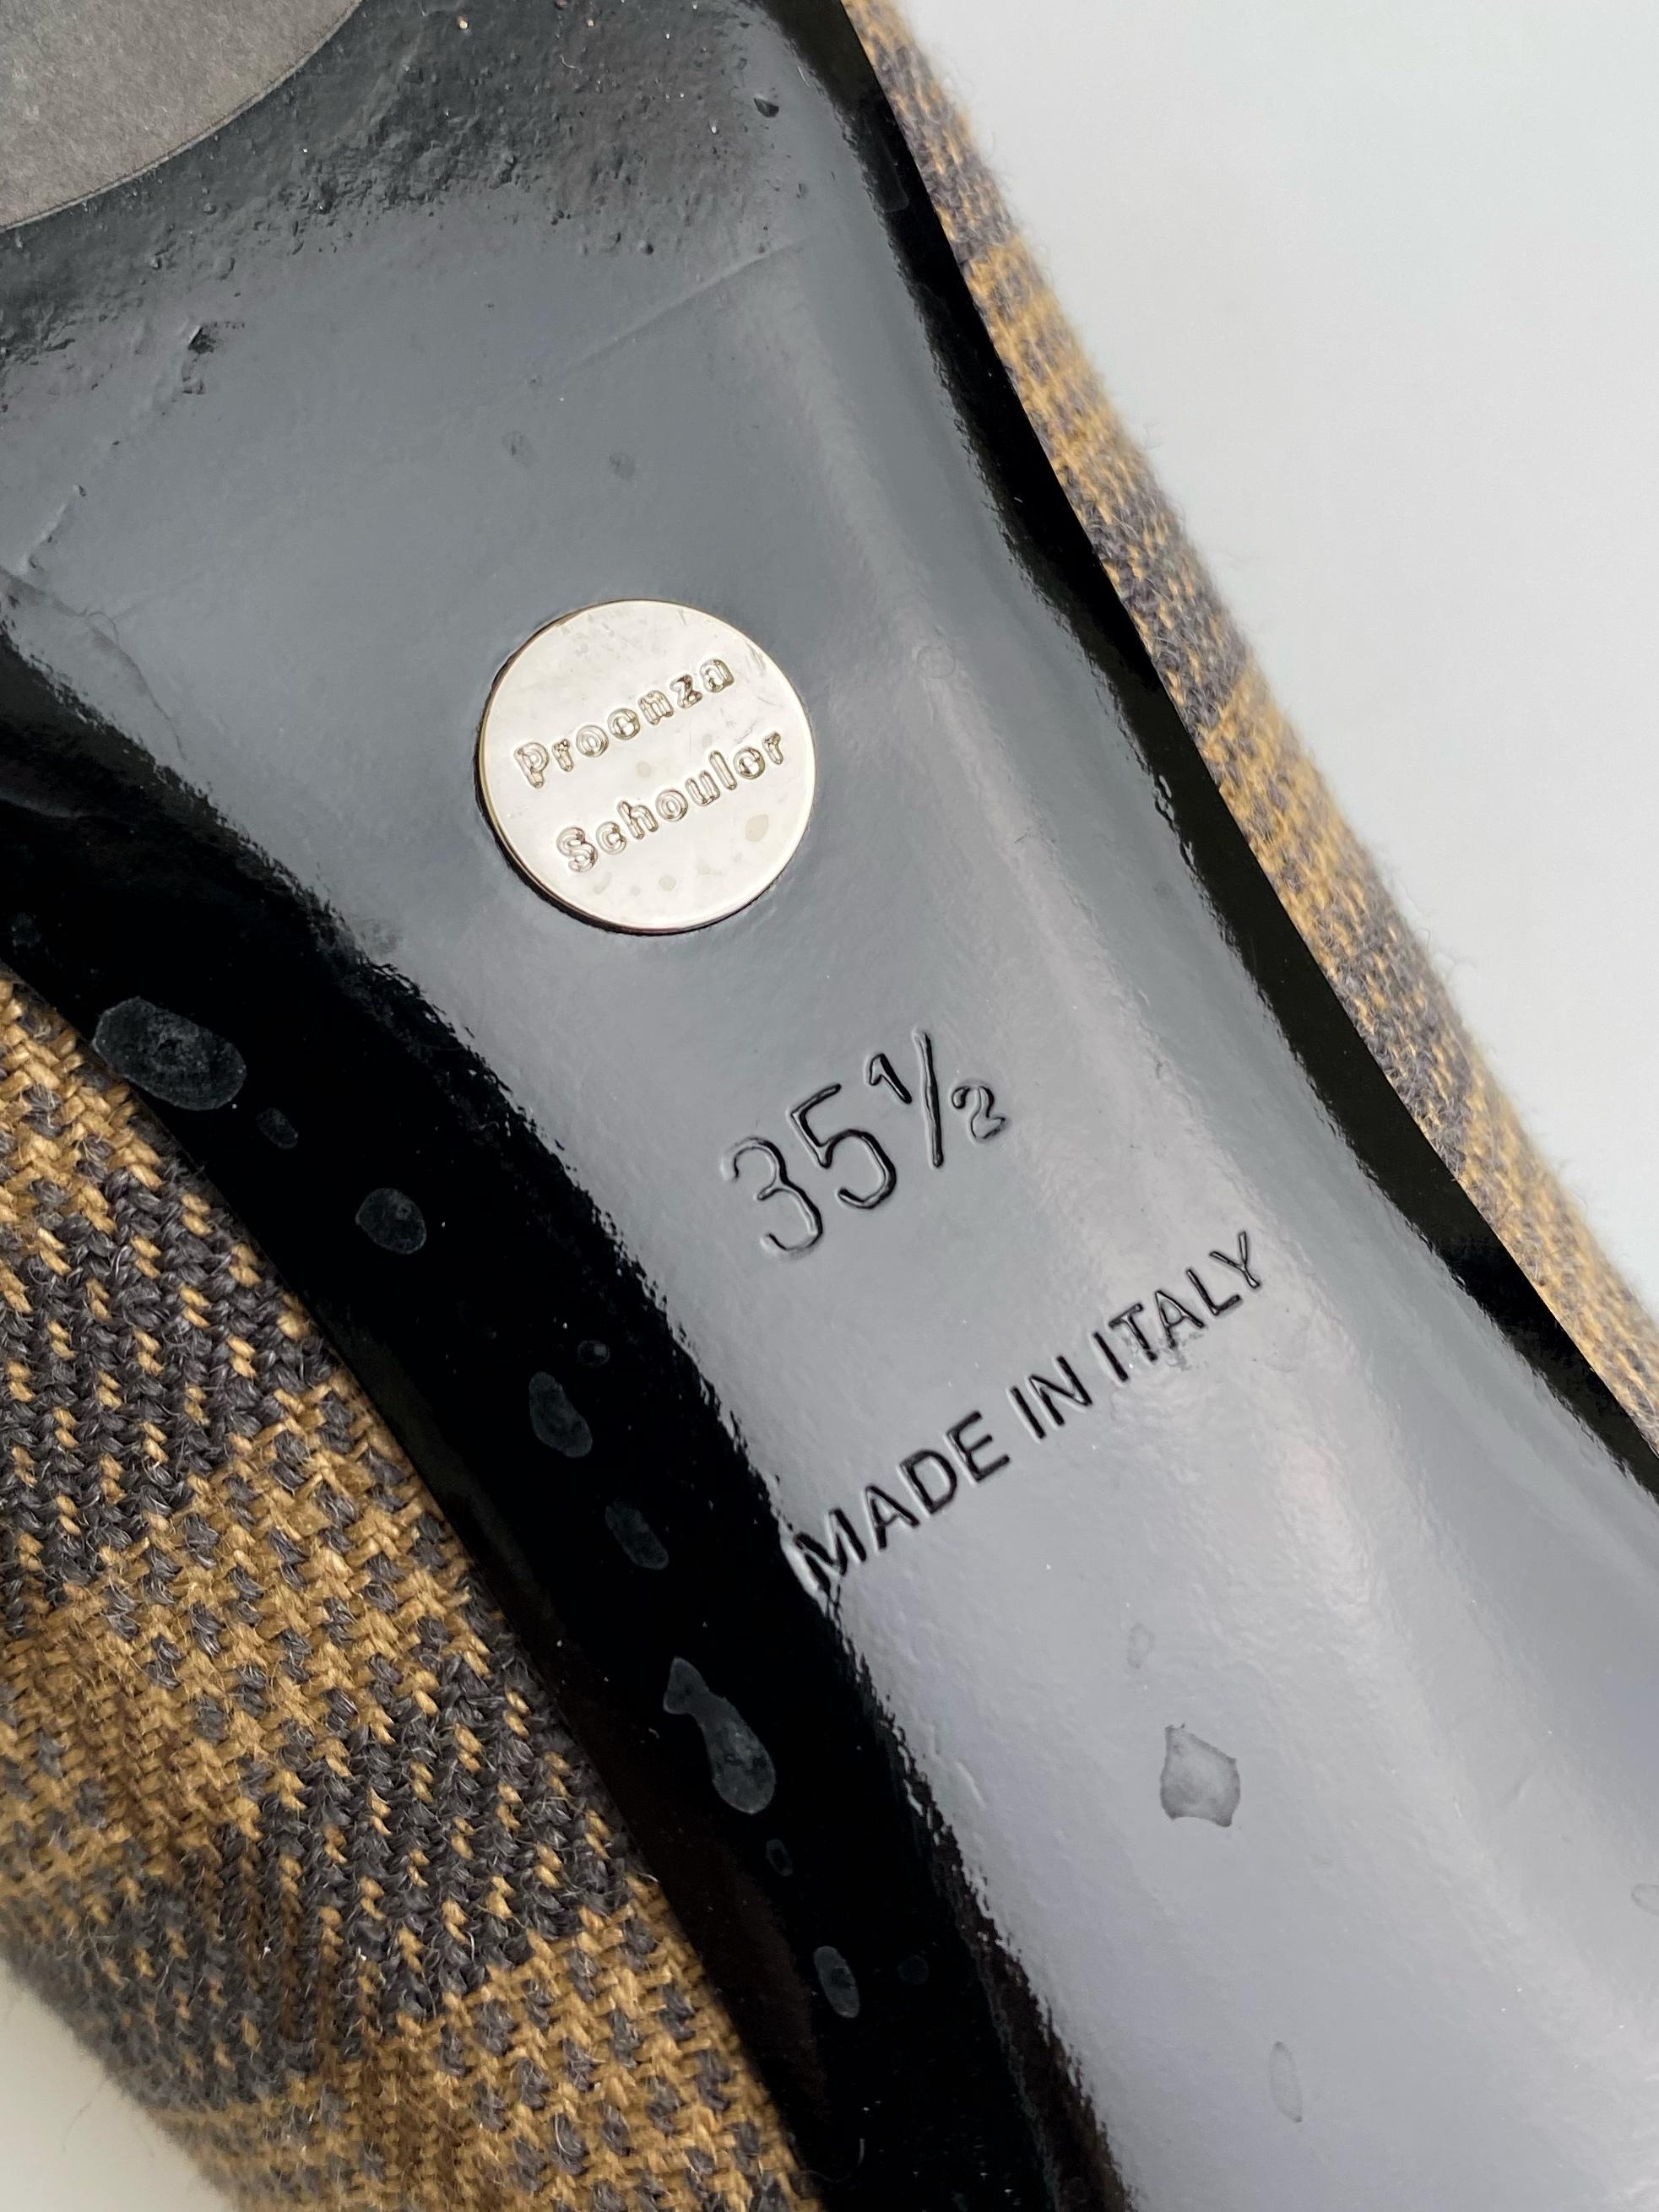 Proenza
Schouler
35½
MADE IN ITALY